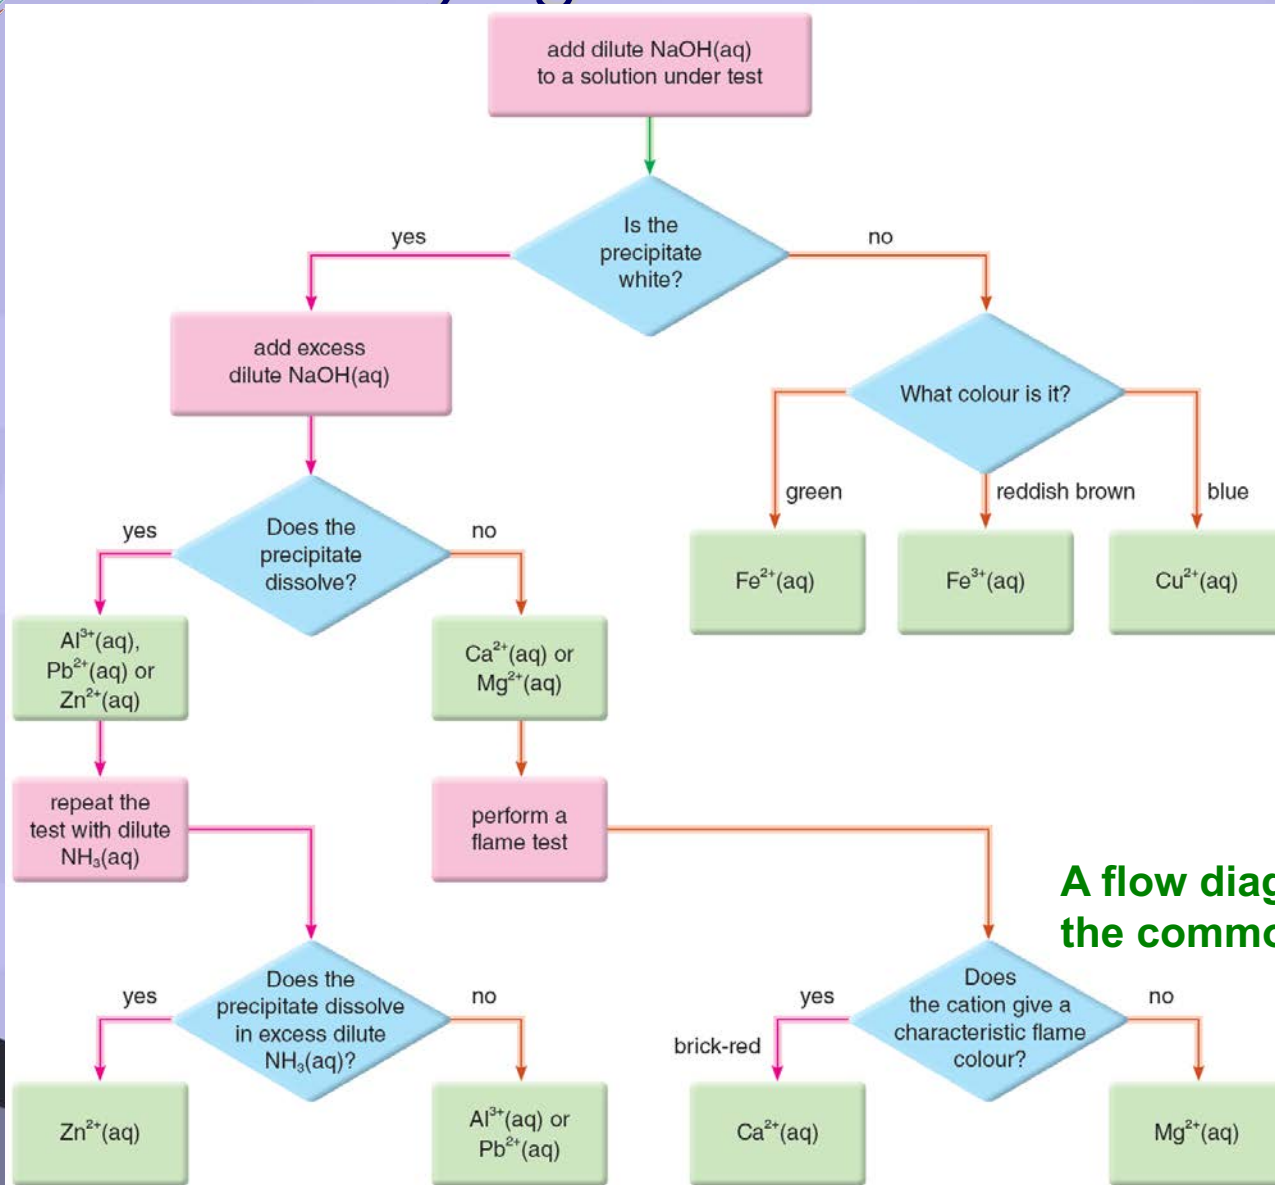 add dilute NaOH(aq)
to a solution under test
Is the
precipitate
white?
yes
no
add excess
dilute NaOH(aq)
What colour is it?
green
reddish brown
blue
Does the
precipitate
dissolve?
yes
no
Fe²⁺(aq)
Fe³⁺(aq)
Cu²⁺(aq)
Al³⁺(aq),
Pb²⁺(aq) or
Zn²⁺(aq)
Ca²⁺(aq) or
Mg²⁺(aq)
repeat the
test with dilute
NH₃(aq)
perform a
flame test
A flow diag
the commo
Does the
precipitate dissolve
in excess dilute
NH₃(aq)?
yes
no
Does
the cation give a
characteristic flame
colour?
yes
no
brick-red
Zn²⁺(aq)
Al³⁺(aq) or
Pb²⁺(aq)
Ca²⁺(aq)
Mg²⁺(aq)